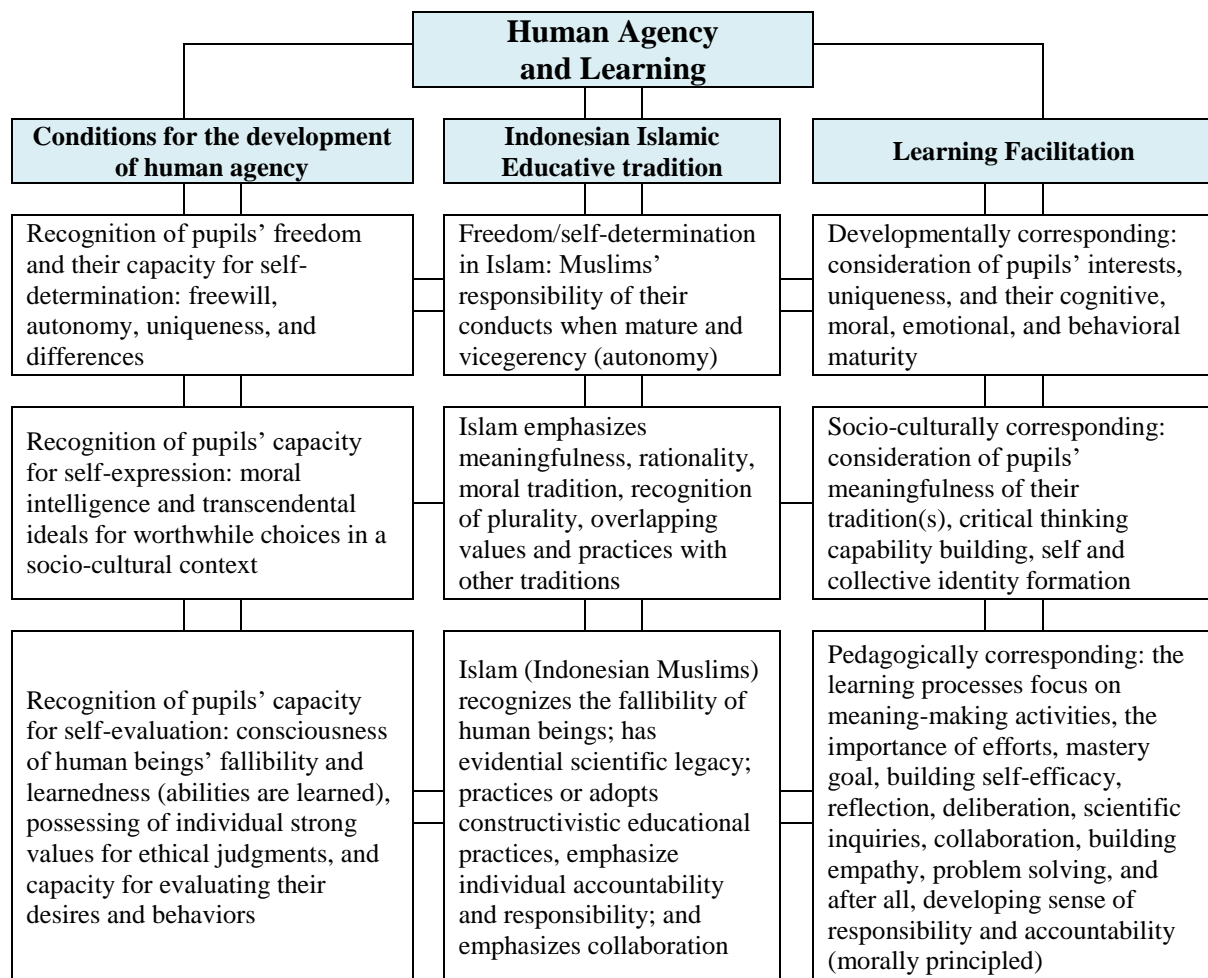 Human Agency
and Learning
Conditions for the development
of human agency
Indonesian Islamic
Educative tradition
Learning Facilitation
Recognition of pupils’ freedom
and their capacity for self-
determination: freewill,
autonomy, uniqueness, and
differences
Freedom/self-determination
in Islam: Muslims’
responsibility of their
conducts when mature and
vicegerency (autonomy)
Developmentally corresponding:
consideration of pupils’ interests,
uniqueness, and their cognitive,
moral, emotional, and behavioral
maturity
Recognition of pupils’ capacity
for self-expression: moral
intelligence and transcendental
ideals for worthwhile choices in a
socio-cultural context
Islam emphasizes
meaningfulness, rationality,
moral tradition, recognition
of plurality, overlapping
values and practices with
other traditions
Socio-culturally corresponding:
consideration of pupils’
meaningfulness of their
tradition(s), critical thinking
capability building, self and
collective identity formation
Recognition of pupils’ capacity
for self-evaluation: consciousness
of human beings’ fallibility and
learnedness (abilities are learned),
possessing of individual strong
values for ethical judgments, and
capacity for evaluating their
desires and behaviors
Islam (Indonesian Muslims)
recognizes the fallibility of
human beings; has
evidential scientific legacy;
practices or adopts
constructivistic educational
practices, emphasize
individual accountability
and responsibility; and
emphasizes collaboration
Pedagogically corresponding: the
learning processes focus on
meaning-making activities, the
importance of efforts, mastery
goal, building self-efficacy,
reflection, deliberation, scientific
inquiries, collaboration, building
empathy, problem solving, and
after all, developing sense of
responsibility and accountability
(morally principled)